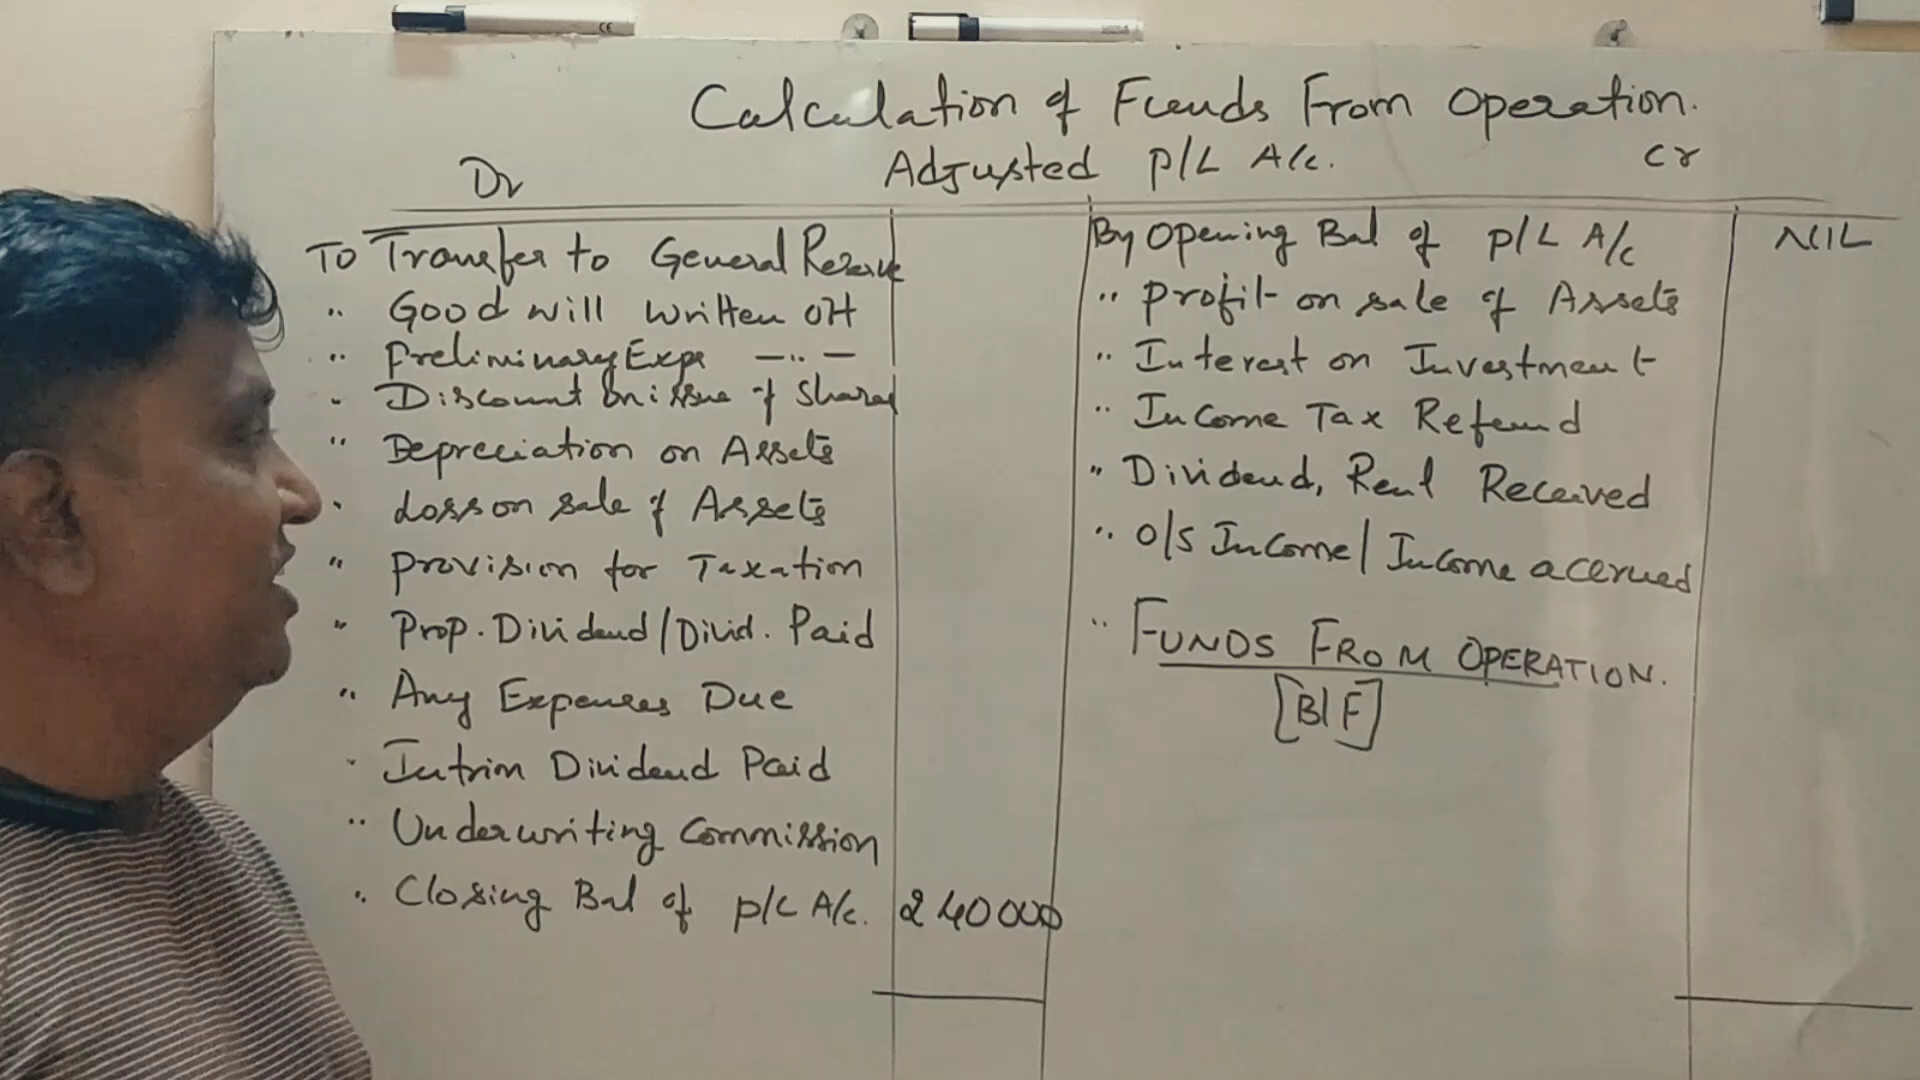 Calculation of Funds From Operation.
Dr Adjusted P/L A/c. Cr
To Transfer to General Reserve
" Good will written off
" Preliminary Exps —"—
" Discount on issue of Shares
" Depreciation on Assets
" Loss on sale of Assets
" Provision for Taxation
" Prop. Dividend/Divid. Paid
" Any Expenses Due
" Intrim Dividend Paid
" Underwriting Commission
" Closing Bal of P/L A/c. 240000
By Opening Bal of P/L A/c NIL
" Profit on sale of Assets
" Interest on Investment
" InCome Tax Refund
" Dividend, Rent Received
" O/S InCome/ InCome accrued
" FUNDS FROM OPERATION.
[B/F]